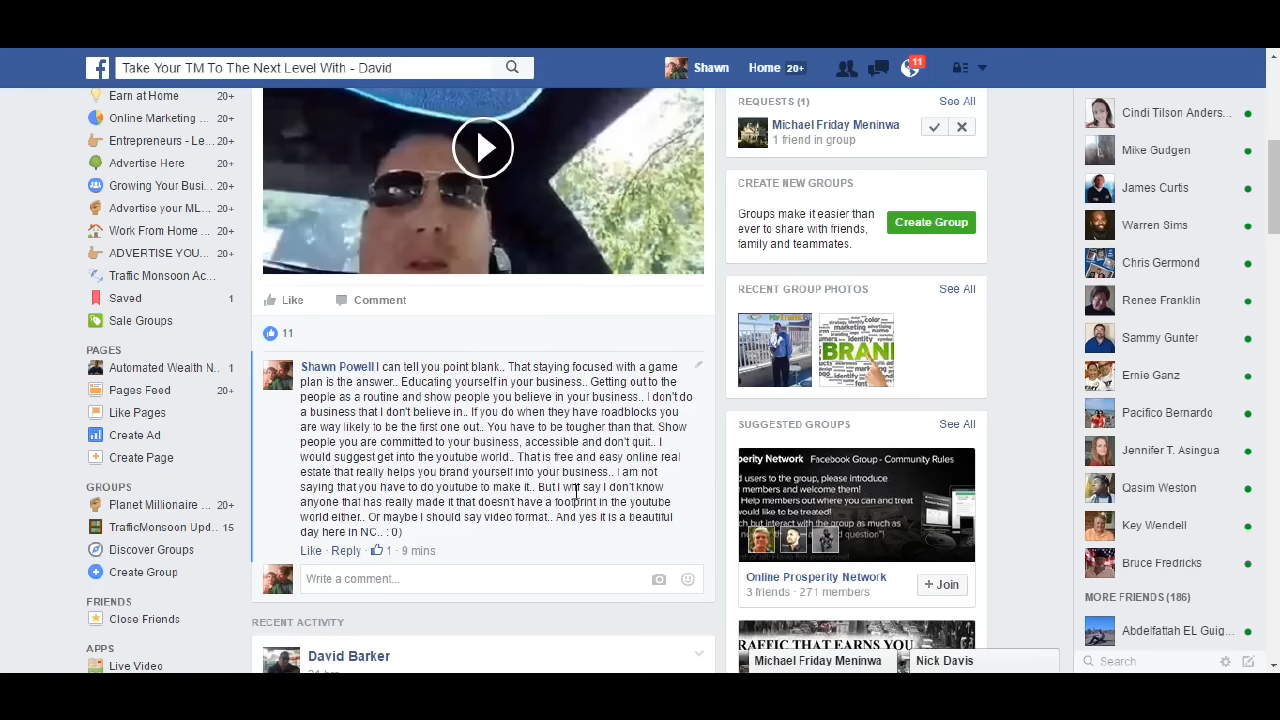 Take Your TM To The Next Level With - David
Shawn
Home 20+
11
Earn at Home 20+
Online Marketing ... 20+
Entrepreneurs - Le... 20+
Advertise Here 20+
Growing Your Busi... 20+
Advertise your ML... 20+
Work From Home... 20+
ADVERTISE YOU... 20+
Traffic Monsoon Ac...
Saved 1
Sale Groups
PAGES
1
Pages Feed 20+
Like Pages
Create Ad
Create Page
GROUPS
Planet Millionaire ... 20+
TrafficMonsoon Upd... 15
Discover Groups
Create Group
FRIENDS
Close Friends
APPS
Live Video
Like Comment
11
Shawn Powell I can tell you point blank.. That staying focused with a game
plan is the answer.. Educating yourself in your business.. Getting out to the
people as a routine and show people you believe in your business.. I don't do
a business that I don't believe in.. If you do when they have roadblocks you
are way likely to be the first one out.. You have to be tougher than that. Show
people you are committed to your business, accessible and don't quit.. I
would suggest get into the youtube world.. That is free and easy online real
estate that really helps you brand yourself into your business.. I am not
saying that you have to do youtube to make it.. But I will say I don't know
anyone that has really made it that doesn't have a footprint in the youtube
world either.. Or maybe I should say video format.. And yes it is a beautiful
day here in NC.. :0)
Like · Reply · 1 · 9 mins
Write a comment...
RECENT ACTIVITY
David Barker
REQUESTS (1) See All
Michael Friday Meninwa
1 friend in group
CREATE NEW GROUPS
Groups make it easier than
ever to share with friends,
family and teammates.
Create Group
RECENT GROUP PHOTOS See All
BRAN
SUGGESTED GROUPS See All
perity Network Facebook Group - Community Rules
Online Prosperity Network
3 friends · 271 members
+ Join
RAFFIC THAT EARNS YOU
Michael Friday Meninwa
Nick Davis
Cindi Tilson Anders...
Mike Gudgen
James Curtis
Warren Sims
Chris Germond
Renee Franklin
Sammy Gunter
Ernie Ganz
Pacifico Bernardo
Jennifer T. Asingua
Qasim Weston
Key Wendell
Bruce Fredricks
MORE FRIENDS (186)
Abdelfattah EL Guig...
Search